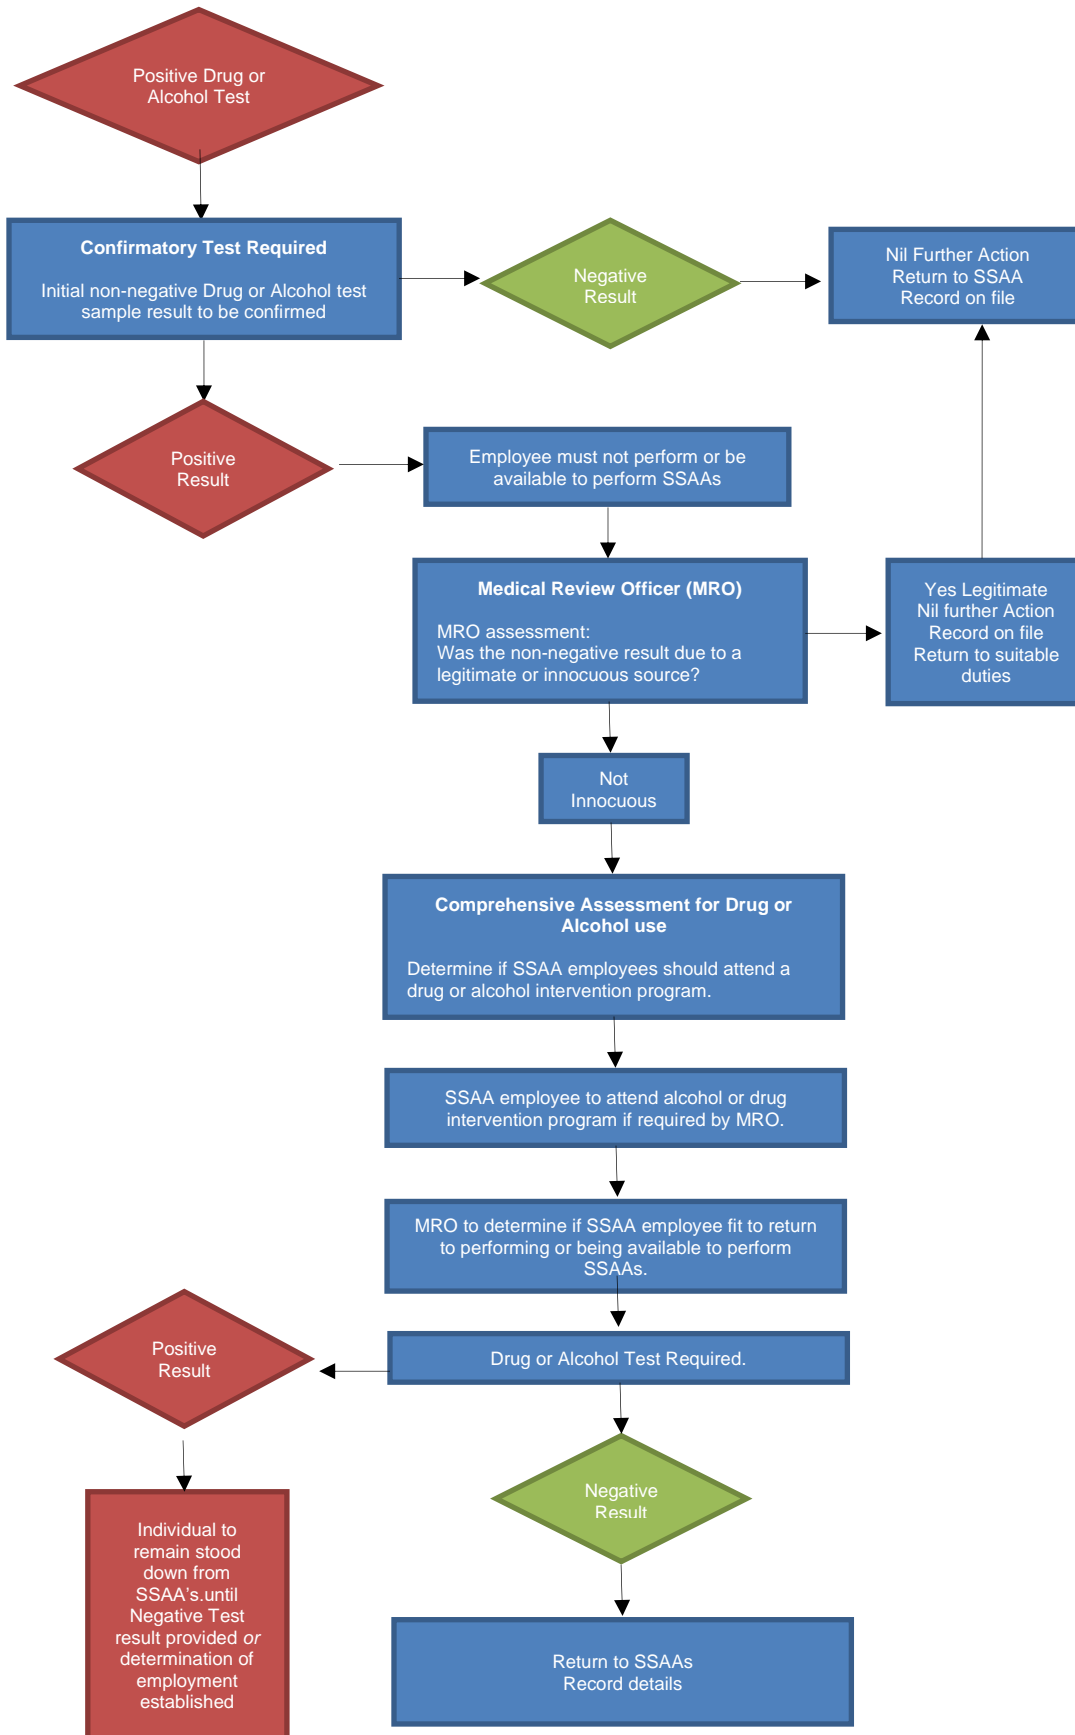 Positive Drug or
Alcohol Test
Confirmatory Test Required
Initial non-negative Drug or Alcohol test
sample result to be confirmed
Negative
Result
Nil Further Action
Return to SSAA
Record on file
Positive
Result
Employee must not perform or be
available to perform SSAAs
Medical Review Officer (MRO)
MRO assessment:
Was the non-negative result due to a
legitimate or innocuous source?
Yes Legitimate
Nil further Action
Record on file
Return to suitable
duties
Not
Innocuous
Comprehensive Assessment for Drug or
Alcohol use
Determine if SSAA employees should attend a
drug or alcohol intervention program.
SSAA employee to attend alcohol or drug
intervention program if required by MRO.
MRO to determine if SSAA employee fit to return
to performing or being available to perform
SSAAs.
Positive
Result
Drug or Alcohol Test Required.
Negative
Result
Individual to
remain stood
down from
SSAA's.until
Negative Test
result provided or
determination of
employment
established
Return to SSAAs
Record details